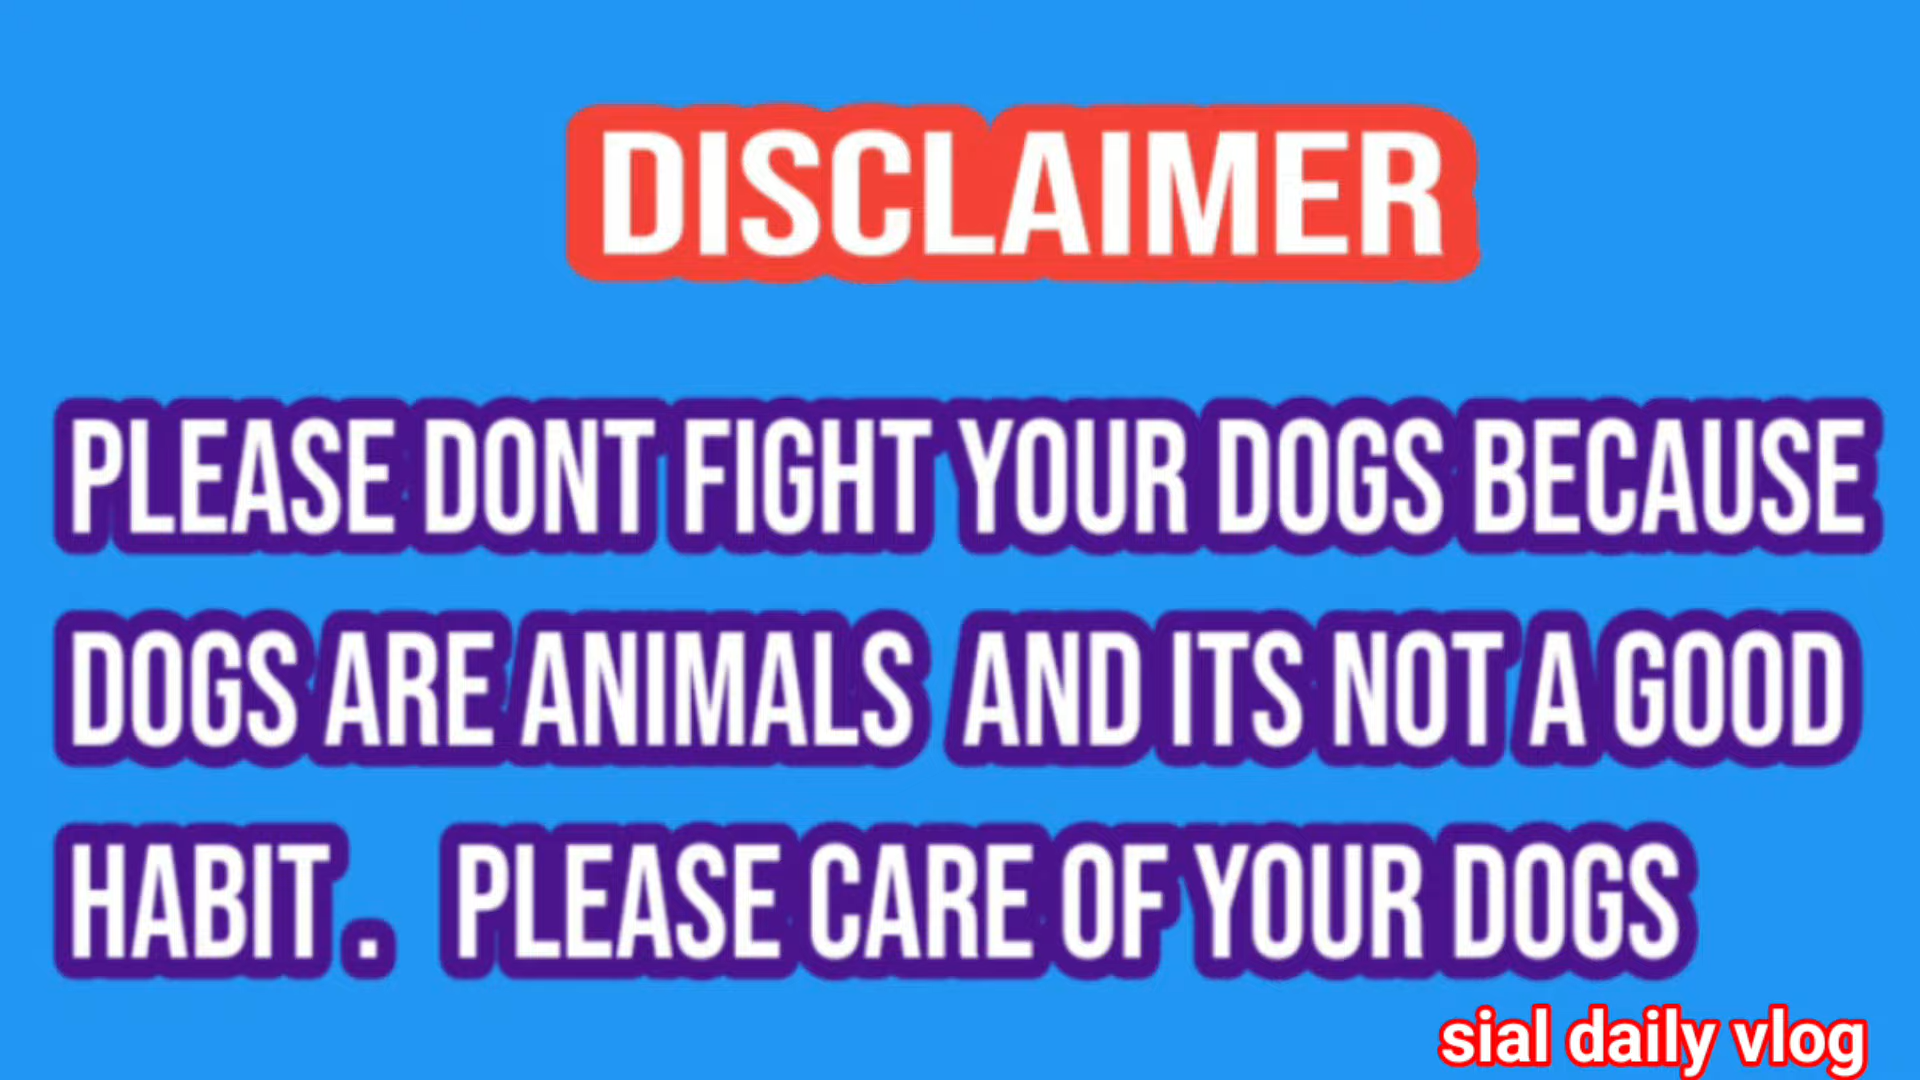 DISCLAIMER
PLEASE DONT FIGHT YOUR DOGS BECAUSE
DOGS ARE ANIMALS AND ITS NOT A GOOD
HABIT. PLEASE CARE OF YOUR DOGS
sial daily vlog